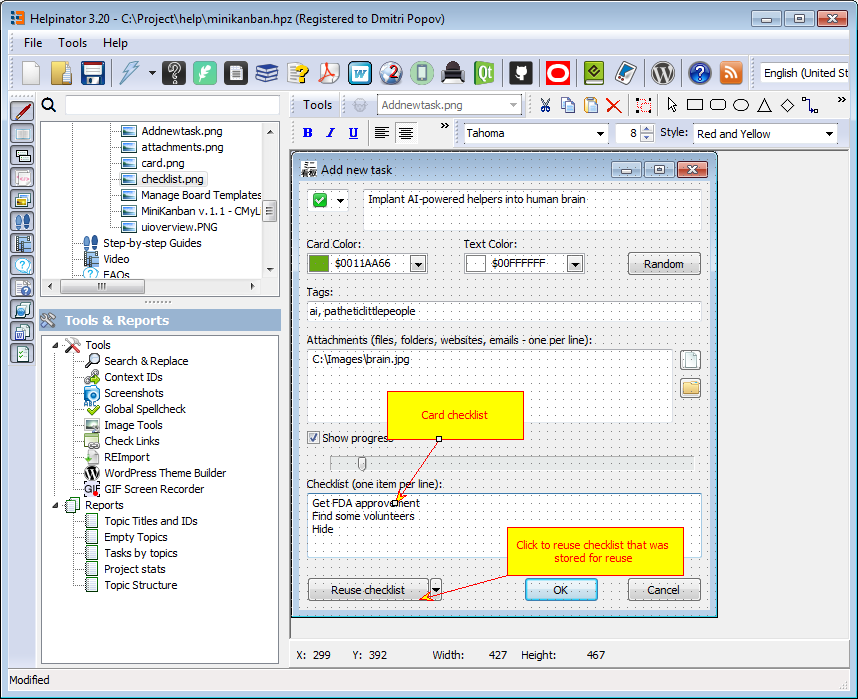 Helpinator 3.20 - C:\Project\help\minikanban.hpz (Registered to Dmitri Popov)
File Tools Help
English (United St
Tools Addnewtask.png
B I U Tahoma 8 Style: Red and Yellow
Addnewtask.png
attachments.png
card.png
checklist.png
Manage Board Templates
MiniKanban v.1.1 - CMyLi
uioverview.PNG
Step-by-step Guides
Video
FAQs
Tools & Reports
Tools
Search & Replace
Context IDs
Screenshots
Global Spellcheck
Image Tools
Check Links
REImport
WordPress Theme Builder
GIF Screen Recorder
Reports
Topic Titles and IDs
Empty Topics
Tasks by topics
Project stats
Topic Structure
Add new task
Implant AI-powered helpers into human brain
Card Color: Text Color:
$0011AA66 $00FFFFFF Random
Tags:
ai, patheticlittlepeople
Attachments (files, folders, websites, emails - one per line):
C:\Images\brain.jpg
Card checklist
Show progress
Checklist (one item per line):
Get FDA approvement
Find some volunteers
Hide
Click to reuse checklist that was
stored for reuse
Reuse checklist OK Cancel
X: 299 Y: 392 Width: 427 Height: 467
Modified